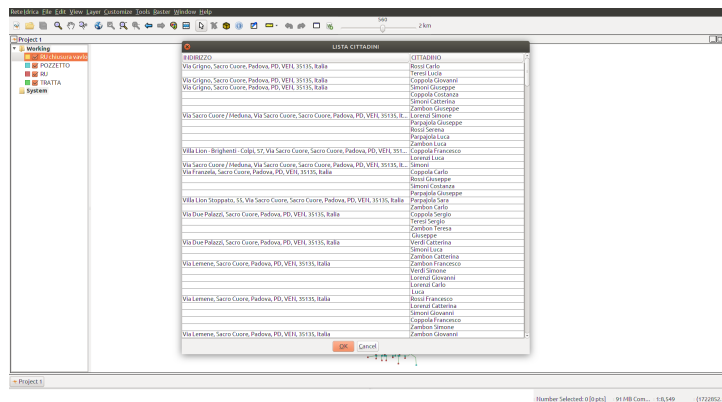 ReteIdrica File Edit View Layer Customize Tools Raster Window Help
560
2 km
Project 1
Working
RU chiusura valvo
POZZETTO
RU
TRATTA
System
LISTA CITTADINI
INDIRIZZO CITTADINO
Via Grigno, Sacro Cuore, Padova, PD, VEN, 35135, Italia Rossi Carlo
Teresi Lucia
Via Grigno, Sacro Cuore, Padova, PD, VEN, 35135, Italia Coppola Giovanni
Via Grigno, Sacro Cuore, Padova, PD, VEN, 35135, Italia Simoni Giuseppe
Coppola Costanza
Simoni Catterina
Zambon Giuseppe
Via Sacro Cuore / Meduna, Via Sacro Cuore, Sacro Cuore, Padova, PD, VEN, 35135, It... Lorenzi Simone
Parpajola Giuseppe
Rossi Serena
Parpajola Luca
Zambon Luca
Villa Lion - Brighenti - Colpi, 57, Via Sacro Cuore, Sacro Cuore, Padova, PD, VEN, 351... Coppola Francesco
Lorenzi Luca
Via Sacro Cuore / Meduna, Via Sacro Cuore, Sacro Cuore, Padova, PD, VEN, 35135, It... Simoni
Via Franzela, Sacro Cuore, Padova, PD, VEN, 35135, Italia Coppola Carlo
Rossi Giuseppe
Simoni Costanza
Parpajola Giuseppe
Villa Lion Stoppato, 55, Via Sacro Cuore, Sacro Cuore, Padova, PD, VEN, 35135, Italia Parpajola Sara
Zambon Carlo
Via Due Palazzi, Sacro Cuore, Padova, PD, VEN, 35135, Italia Coppola Sergio
Teresi Sergio
Zambon Teresa
Giuseppe
Via Due Palazzi, Sacro Cuore, Padova, PD, VEN, 35135, Italia Verdi Catterina
Simoni Luca
Zambon Catterina
Via Lemene, Sacro Cuore, Padova, PD, VEN, 35135, Italia Zambon Francesco
Verdi Simone
Lorenzi Giovanni
Lorenzi Carlo
Luca
Via Lemene, Sacro Cuore, Padova, PD, VEN, 35135, Italia Rossi Francesco
Lorenzi Catterina
Simoni Giovanni
Coppola Francesco
Zambon Simone
Via Lemene, Sacro Cuore, Padova, PD, VEN, 35135, Italia Zambon Giovanni
OK Cancel
Project 1
Number Selected: 0 [0 pts] 91 MB Com... 1:8,549 (1722852,